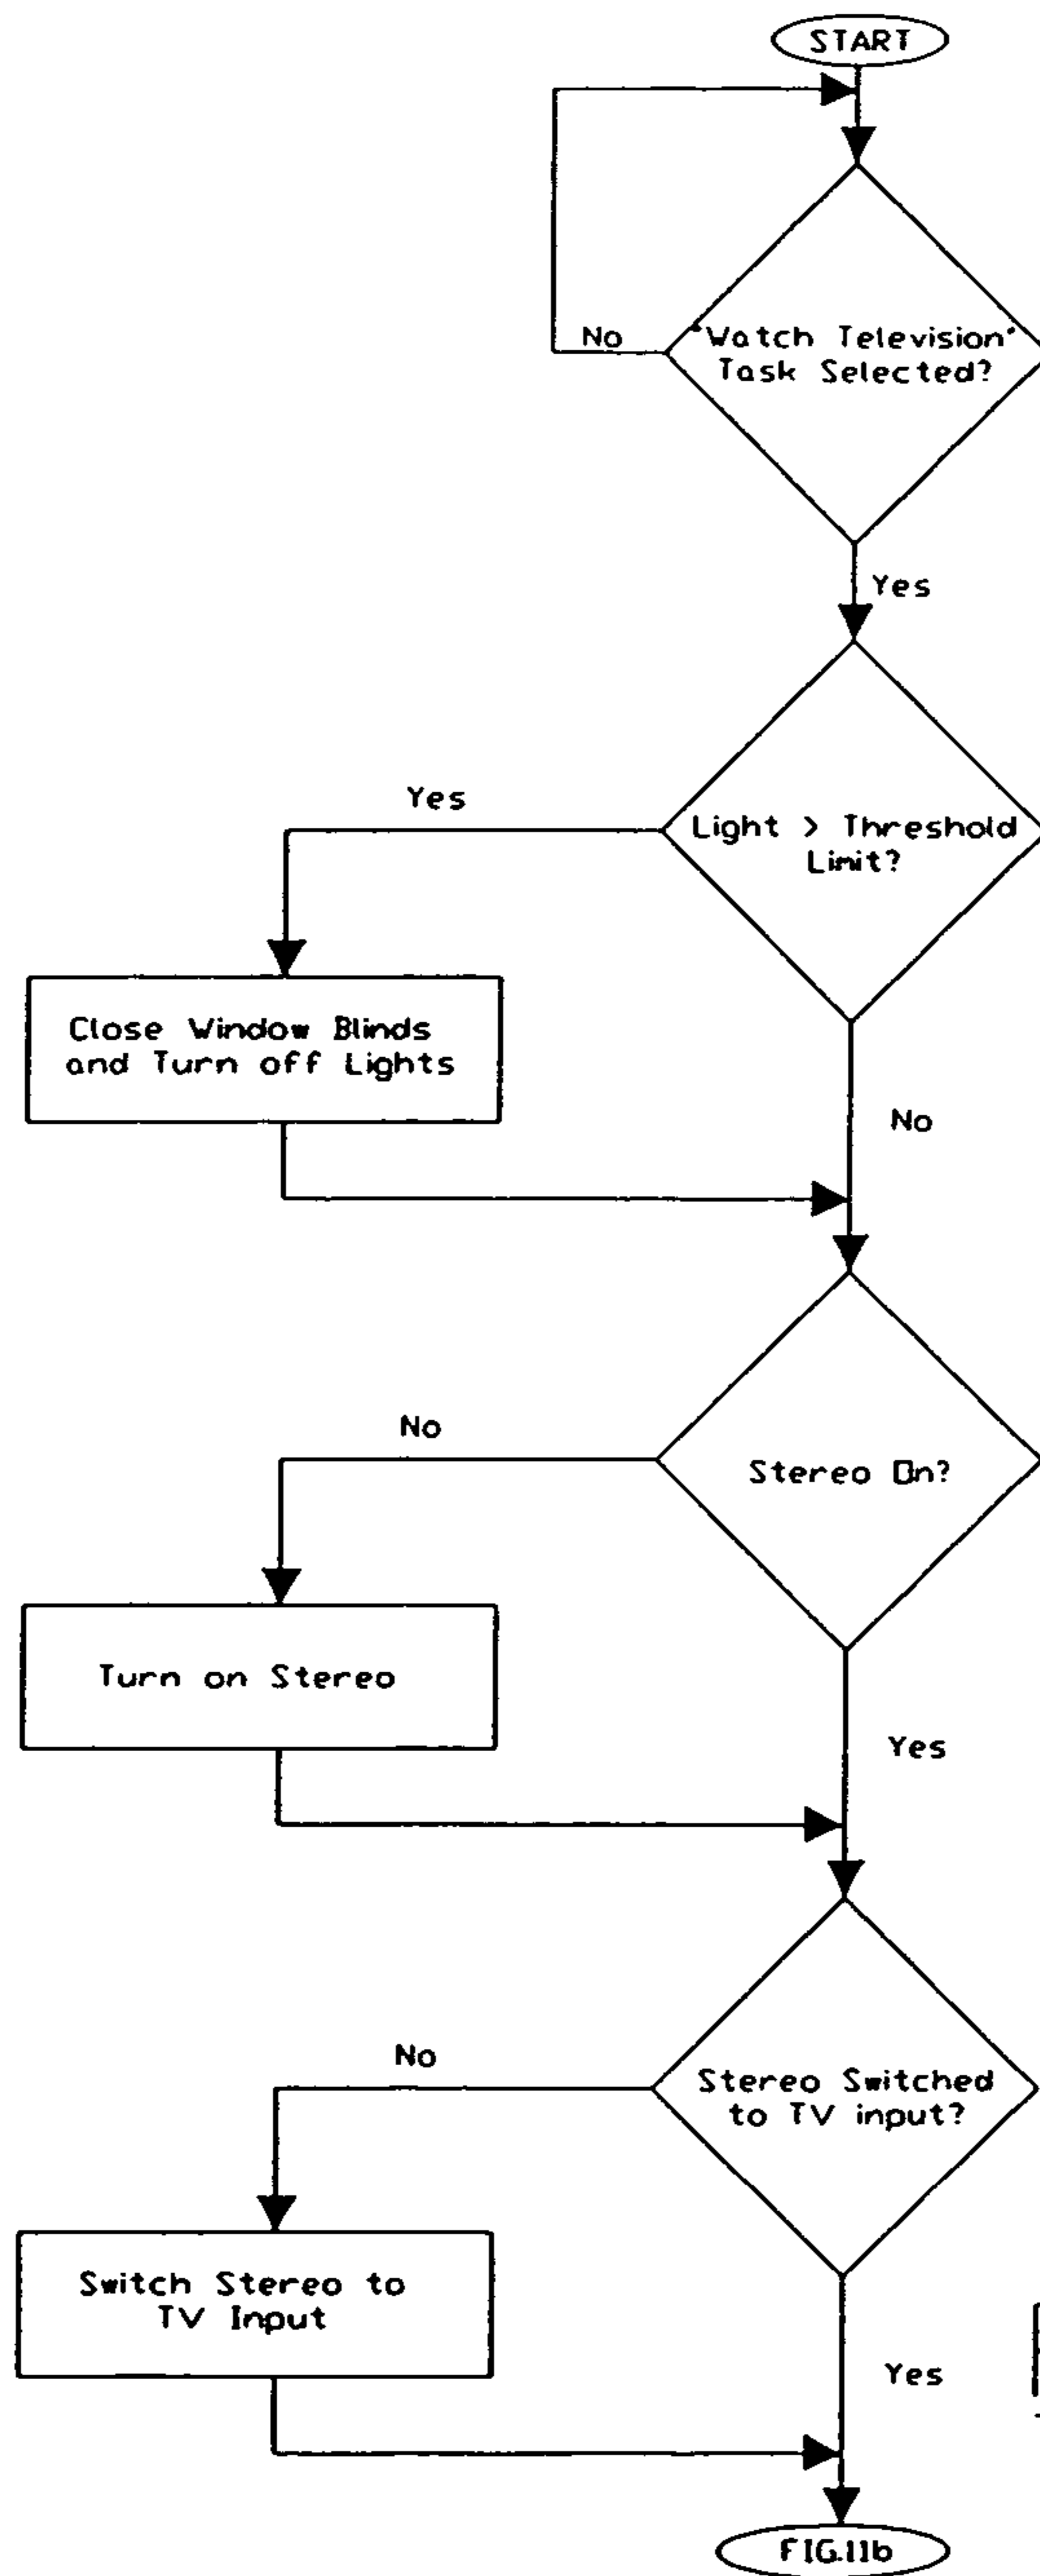 START
No
"Watch Television"
Task Selected?
Yes
Yes
Light > Threshold
Limit?
Close Window Blinds
and Turn off Lights
No
No
Stereo On?
Turn on Stereo
Yes
No
Stereo Switched
to TV input?
Switch Stereo to
TV Input
Yes
FIG.11b